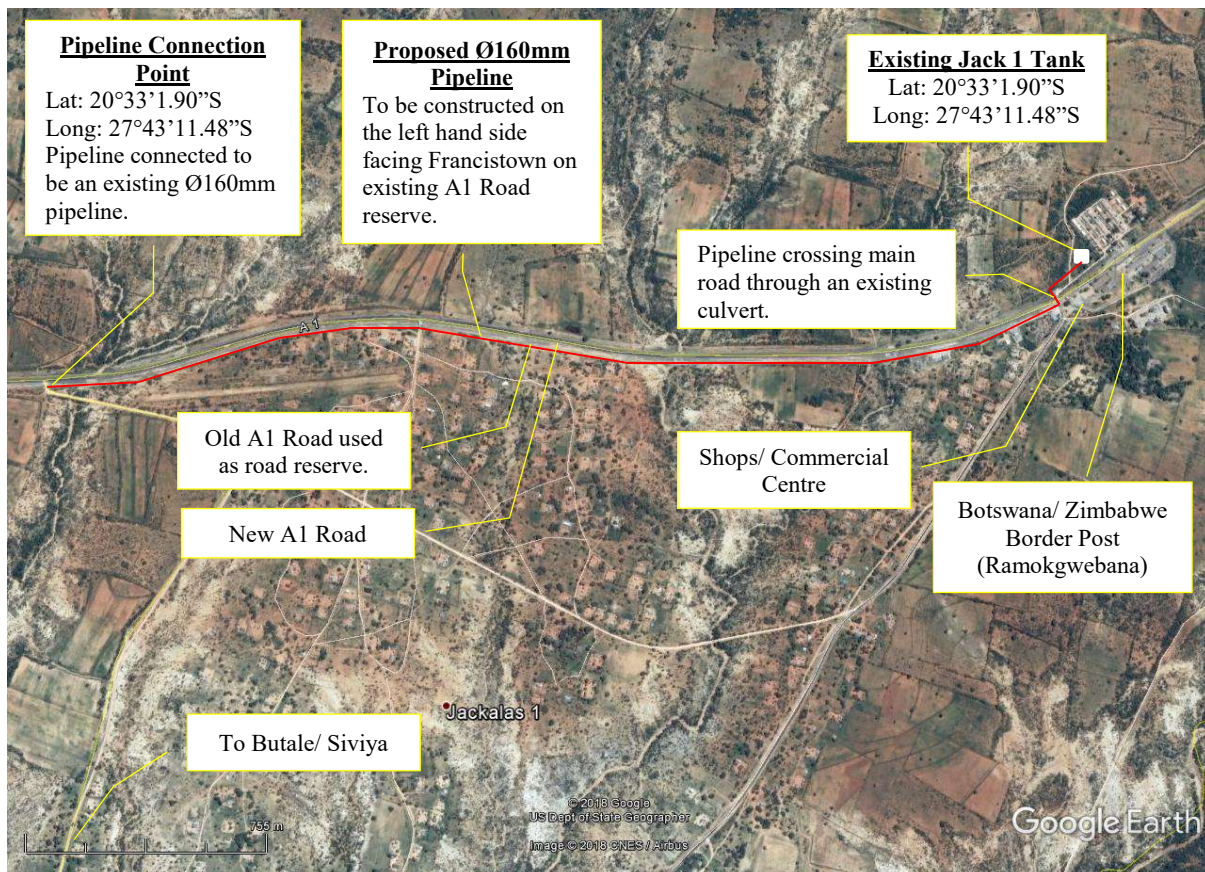 Pipeline Connection
Point
Lat: 20°33’1.90”S
Long: 27°43’11.48”S
Pipeline connected to
be an existing Ø160mm
pipeline.
Proposed Ø160mm
Pipeline
To be constructed on
the left hand side
facing Francistown on
existing A1 Road
reserve.
Existing Jack 1 Tank
Lat: 20°33’1.90”S
Long: 27°43’11.48”S
Pipeline crossing main
road through an existing
culvert.
A 1
Old A1 Road used
as road reserve.
Shops/ Commercial
Centre
Botswana/ Zimbabwe
Border Post
(Ramokgwebana)
New A1 Road
Jackalas 1
To Butale/ Siviya
© 2018 Google
US Dept of State Geographer
Image © 2018 CNES / Airbus
755 m
Google Earth